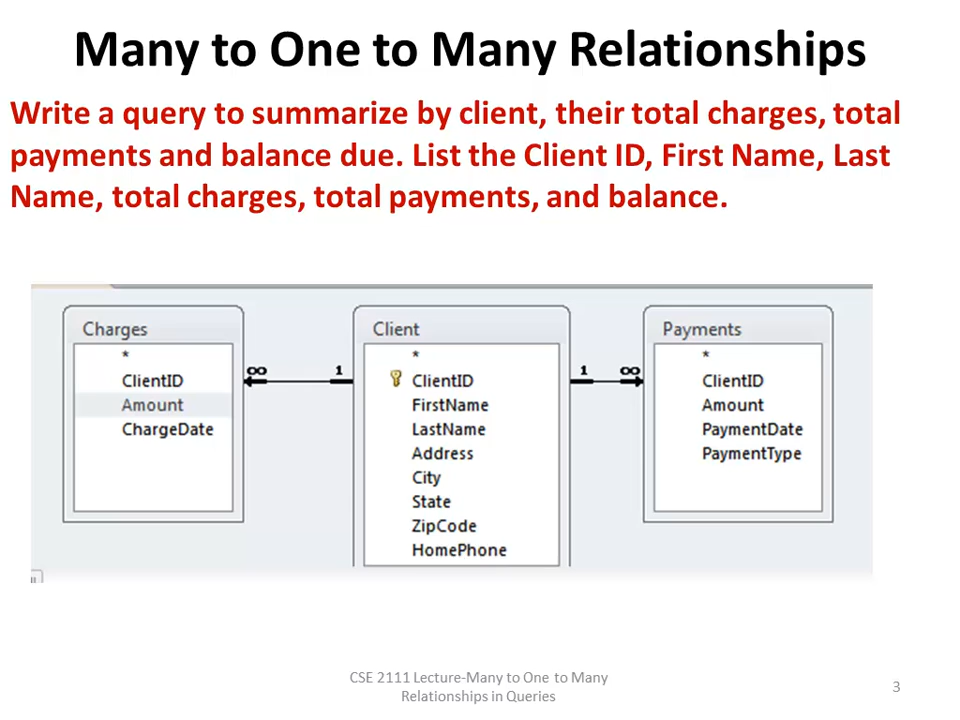 Many to One to Many Relationships
Write a query to summarize by client, their total charges, total
payments and balance due. List the Client ID, First Name, Last
Name, total charges, total payments, and balance.
Charges
*
ClientID
Amount
ChargeDate
∞ 1
Client
*
ClientID
FirstName
LastName
Address
City
State
ZipCode
HomePhone
1 ∞
Payments
*
ClientID
Amount
PaymentDate
PaymentType
CSE 2111 Lecture-Many to One to Many
Relationships in Queries
3